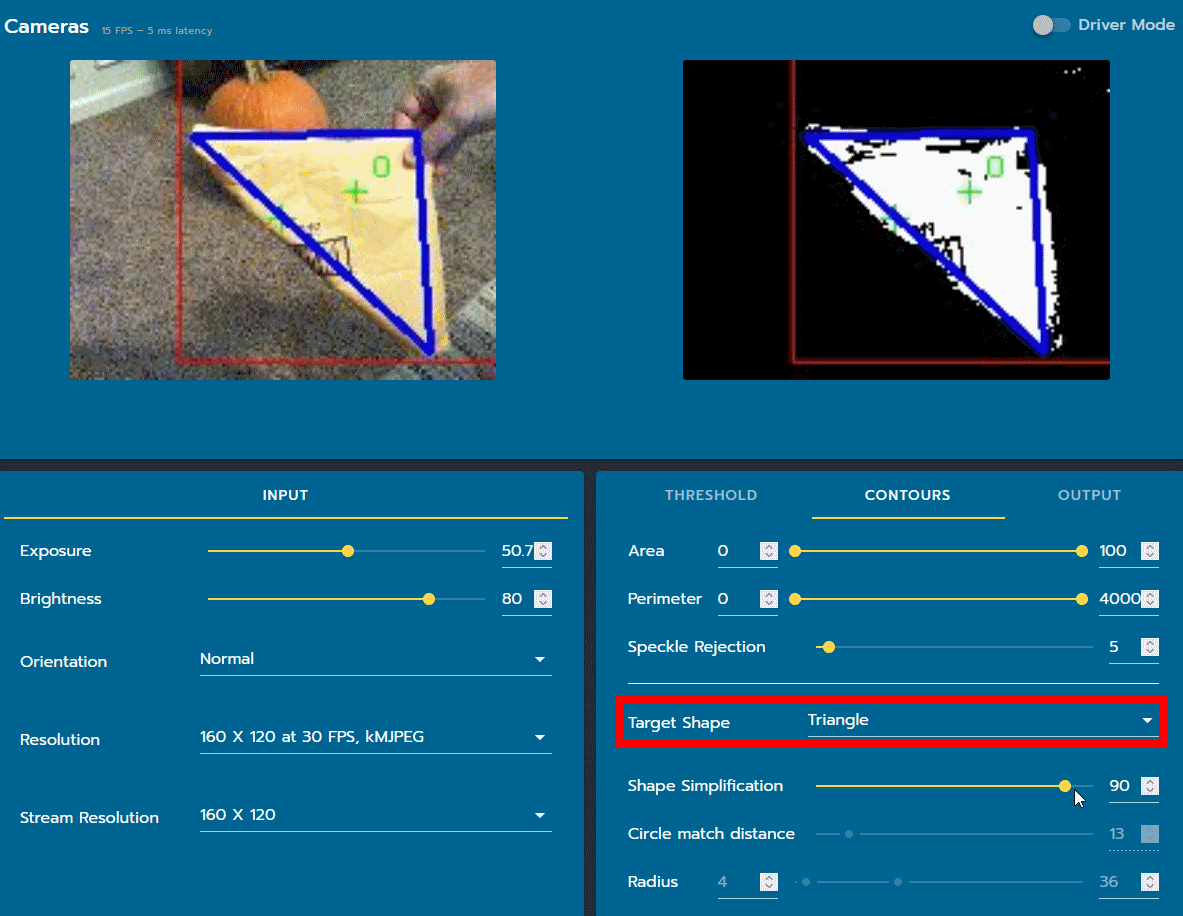 Cameras 15 FPS – 5 ms latency
Driver Mode
0
0
INPUT
Exposure 50.7
Brightness 80
Orientation Normal
Resolution 160 X 120 at 30 FPS, kMJPEG
Stream Resolution 160 X 120
THRESHOLD CONTOURS OUTPUT
Area 0 100
Perimeter 0 4000
Speckle Rejection 5
Target Shape Triangle
Shape Simplification 90
Circle match distance 13
Radius 4 36